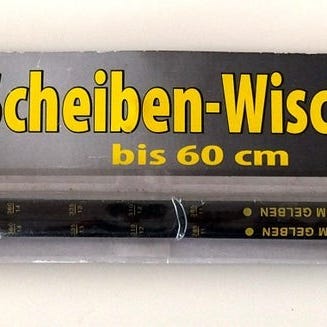 Scheiben-Wisc
bis 60 cm
M GELBEN
M GELBEN